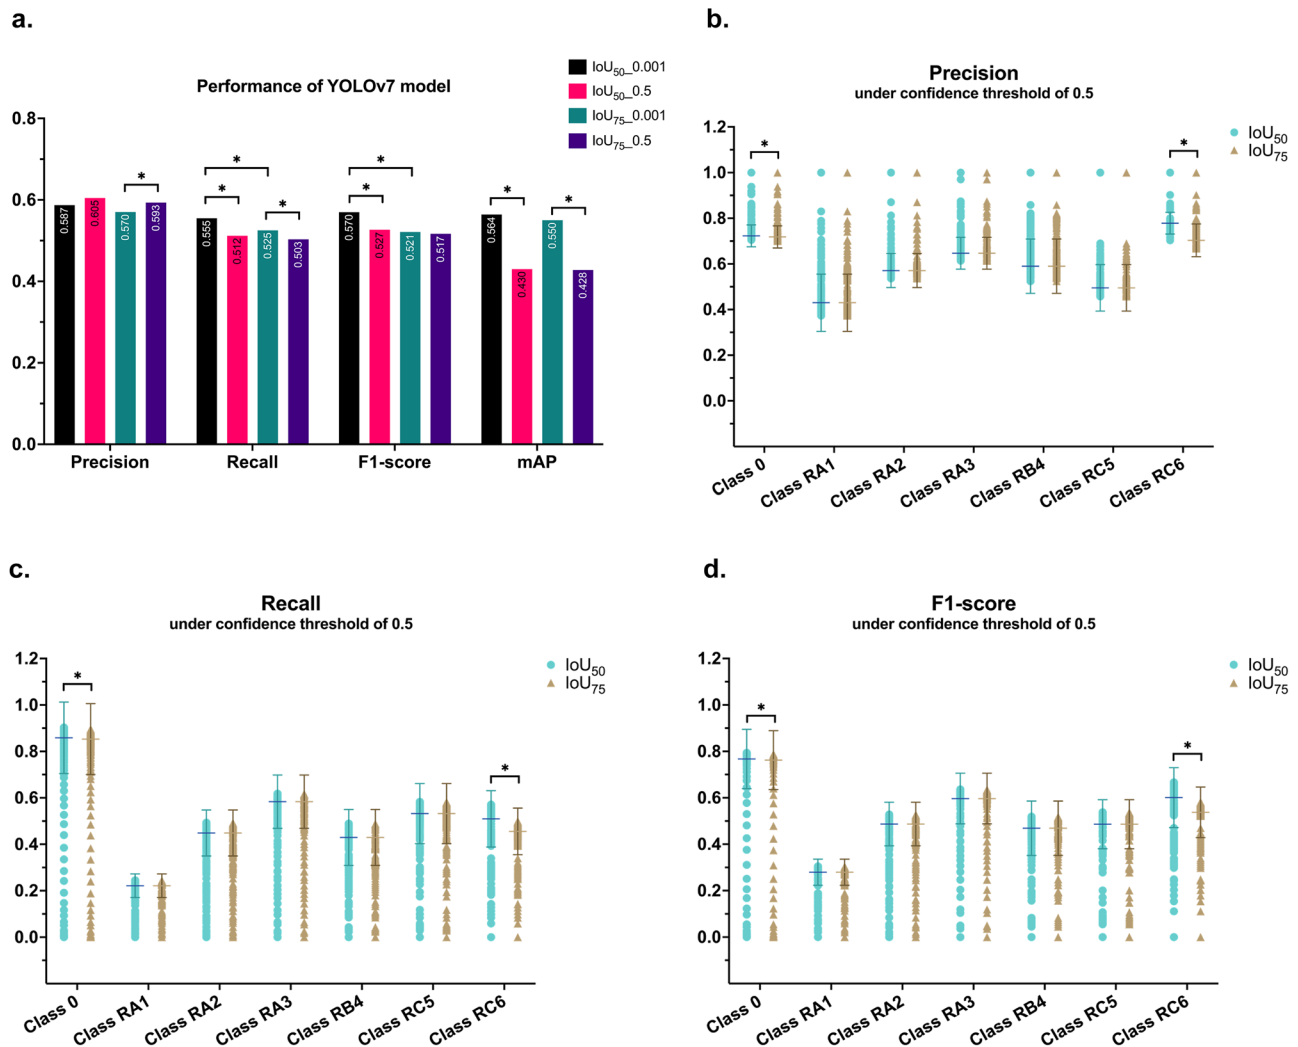 a.
Performance of YOLOv7 model
IoU50_0.001
IoU50_0.5
IoU75_0.001
IoU75_0.5
0.8
0.6
0.4
0.2
0.0
* * * * * * * *
0.587 0.605 0.570 0.593
0.555 0.512 0.525 0.503
0.570 0.527 0.521 0.517
0.564 0.430 0.550 0.428
Precision Recall F1-score mAP
b.
Precision
under confidence threshold of 0.5
IoU50
IoU75
1.2
1.0
0.8
0.6
0.4
0.2
0.0
* *
Class 0 Class RA1 Class RA2 Class RA3 Class RB4 Class RC5 Class RC6
c.
Recall
under confidence threshold of 0.5
IoU50
IoU75
1.2
1.0
0.8
0.6
0.4
0.2
0.0
* *
Class 0 Class RA1 Class RA2 Class RA3 Class RB4 Class RC5 Class RC6
d.
F1-score
under confidence threshold of 0.5
IoU50
IoU75
1.2
1.0
0.8
0.6
0.4
0.2
0.0
* *
Class 0 Class RA1 Class RA2 Class RA3 Class RB4 Class RC5 Class RC6